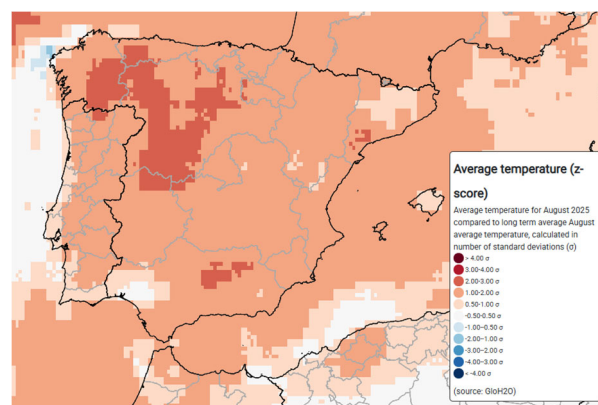 Average temperature (z-
score)
Average temperature for August 2025
compared to long term average August
average temperature, calculated in
number of standard deviations (σ)
> 4.00 σ
3.00-4.00 σ
2.00-3.00 σ
1.00-2.00 σ
0.50-1.00 σ
-0.50-0.50 σ
-1.00--0.50 σ
-2.00--1.00 σ
-3.00--2.00 σ
-4.00--3.00 σ
< -4.00 σ
(source: GloH2O)